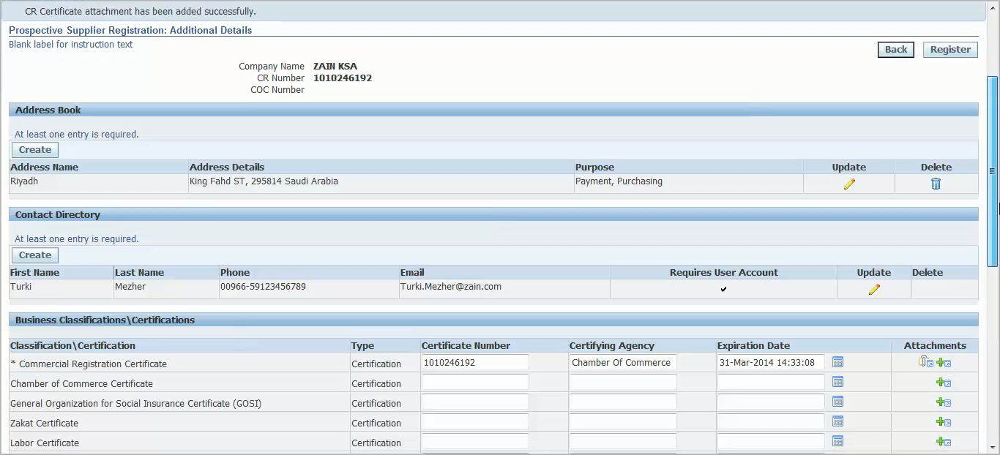 CR Certificate attachment has been added successfully.
Prospective Supplier Registration: Additional Details
Blank label for instruction text
Back Register
Company Name ZAIN KSA
CR Number 1010246192
COC Number
Address Book
At least one entry is required.
Create
Address Name Address Details Purpose Update Delete
Riyadh King Fahd ST, 295814 Saudi Arabia Payment, Purchasing
Contact Directory
At least one entry is required.
Create
First Name Last Name Phone Email Requires User Account Update Delete
Turki Mezher 00966-59123456789 Turki.Mezher@zain.com
Business Classifications\Certifications
Classification\Certification Type Certificate Number Certifying Agency Expiration Date Attachments
* Commercial Registration Certificate Certification 1010246192 Chamber Of Commerce 31-Mar-2014 14:33:08
Chamber of Commerce Certificate Certification
General Organization for Social Insurance Certificate (GOSI) Certification
Zakat Certificate Certification
Labor Certificate Certification